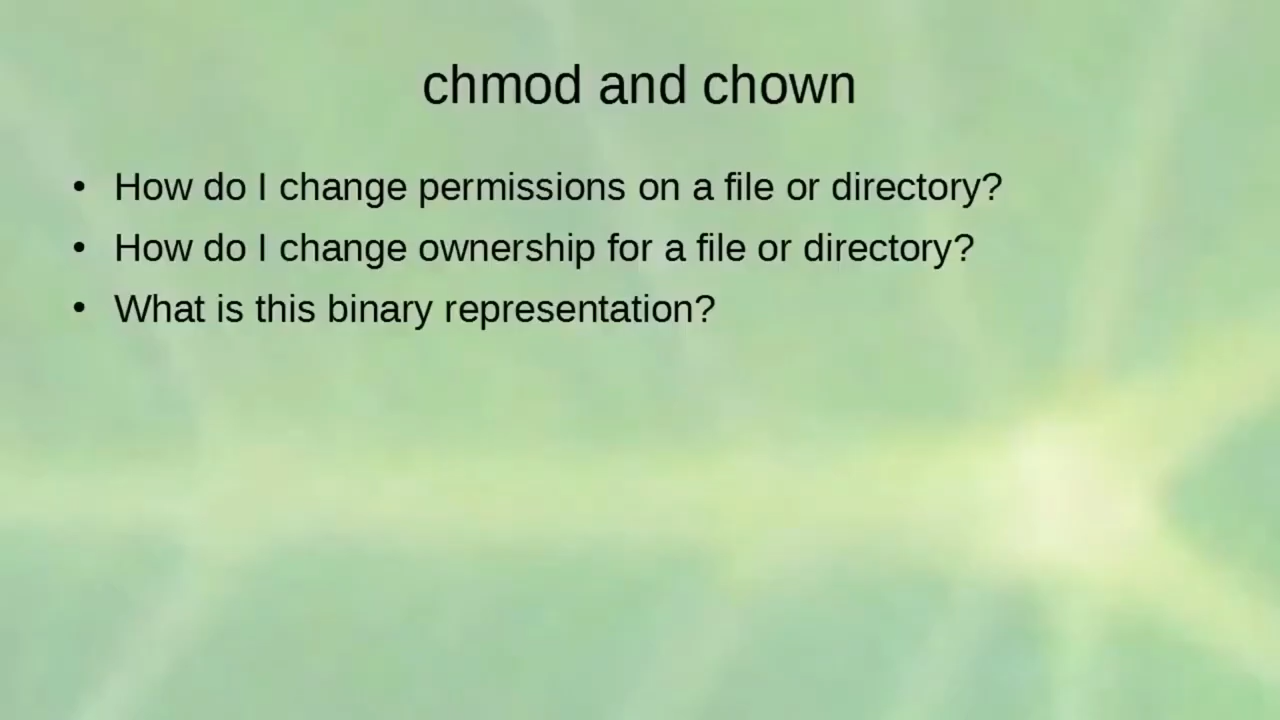 chmod and chown
• How do I change permissions on a file or directory?
• How do I change ownership for a file or directory?
• What is this binary representation?